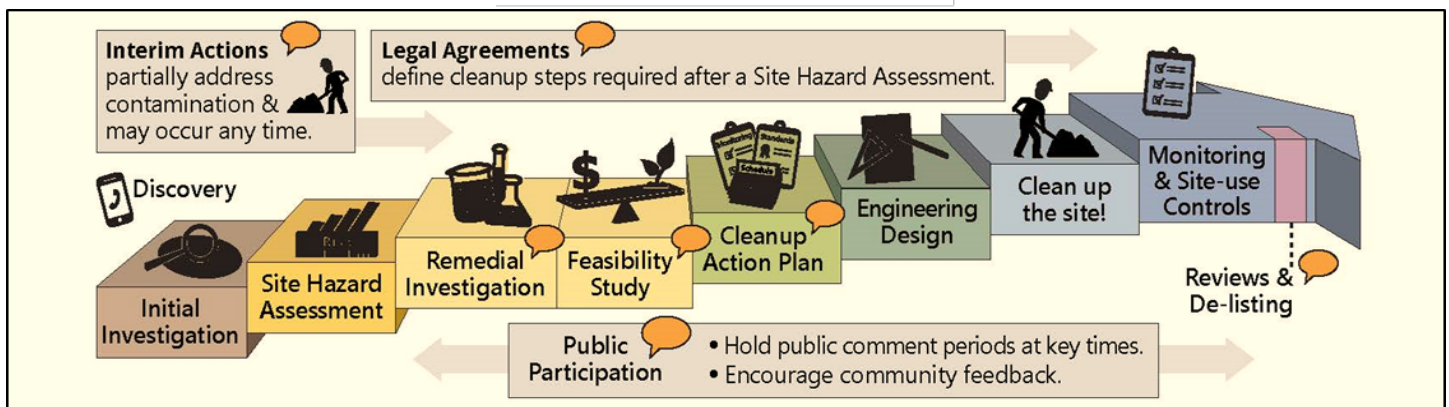 Interim Actions
partially address
contamination &
may occur any time.
Legal Agreements
define cleanup steps required after a Site Hazard Assessment.
Discovery
Initial
Investigation
Site Hazard
Assessment
Remedial
Investigation
$
Feasibility
Study
Monitoring
Standards
Schedule
Cleanup
Action Plan
Engineering
Design
Clean up
the site!
Monitoring
& Site-use
Controls
Reviews &
De-listing
Public
Participation
• Hold public comment periods at key times.
• Encourage community feedback.